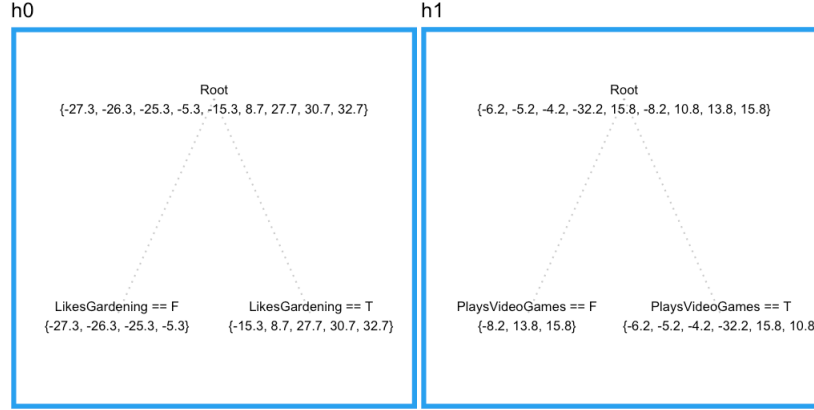 h0
Root
{-27.3, -26.3, -25.3, -5.3, -15.3, 8.7, 27.7, 30.7, 32.7}
LikesGardening == F
{-27.3, -26.3, -25.3, -5.3}
LikesGardening == T
{-15.3, 8.7, 27.7, 30.7, 32.7}
h1
Root
{-6.2, -5.2, -4.2, -32.2, 15.8, -8.2, 10.8, 13.8, 15.8}
PlaysVideoGames == F
{-8.2, 13.8, 15.8}
PlaysVideoGames == T
{-6.2, -5.2, -4.2, -32.2, 15.8, 10.8